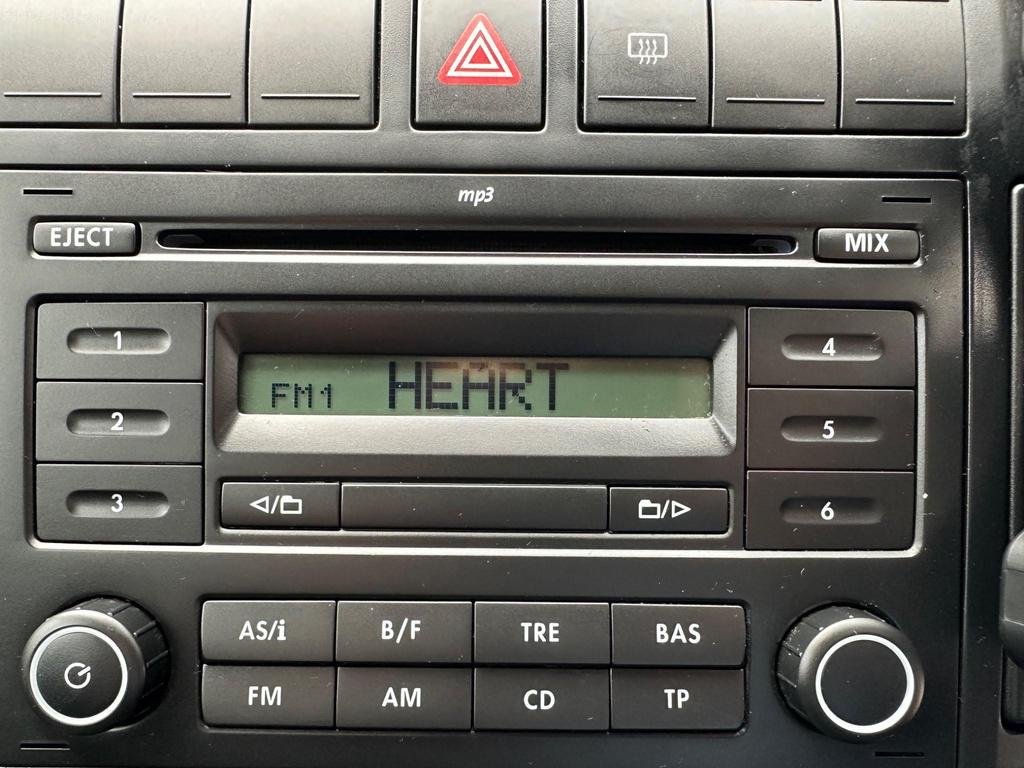 mp3
EJECT
MIX
1
4
FM1 HEART
2
5
3
6
AS/i B/F TRE BAS
FM AM CD TP